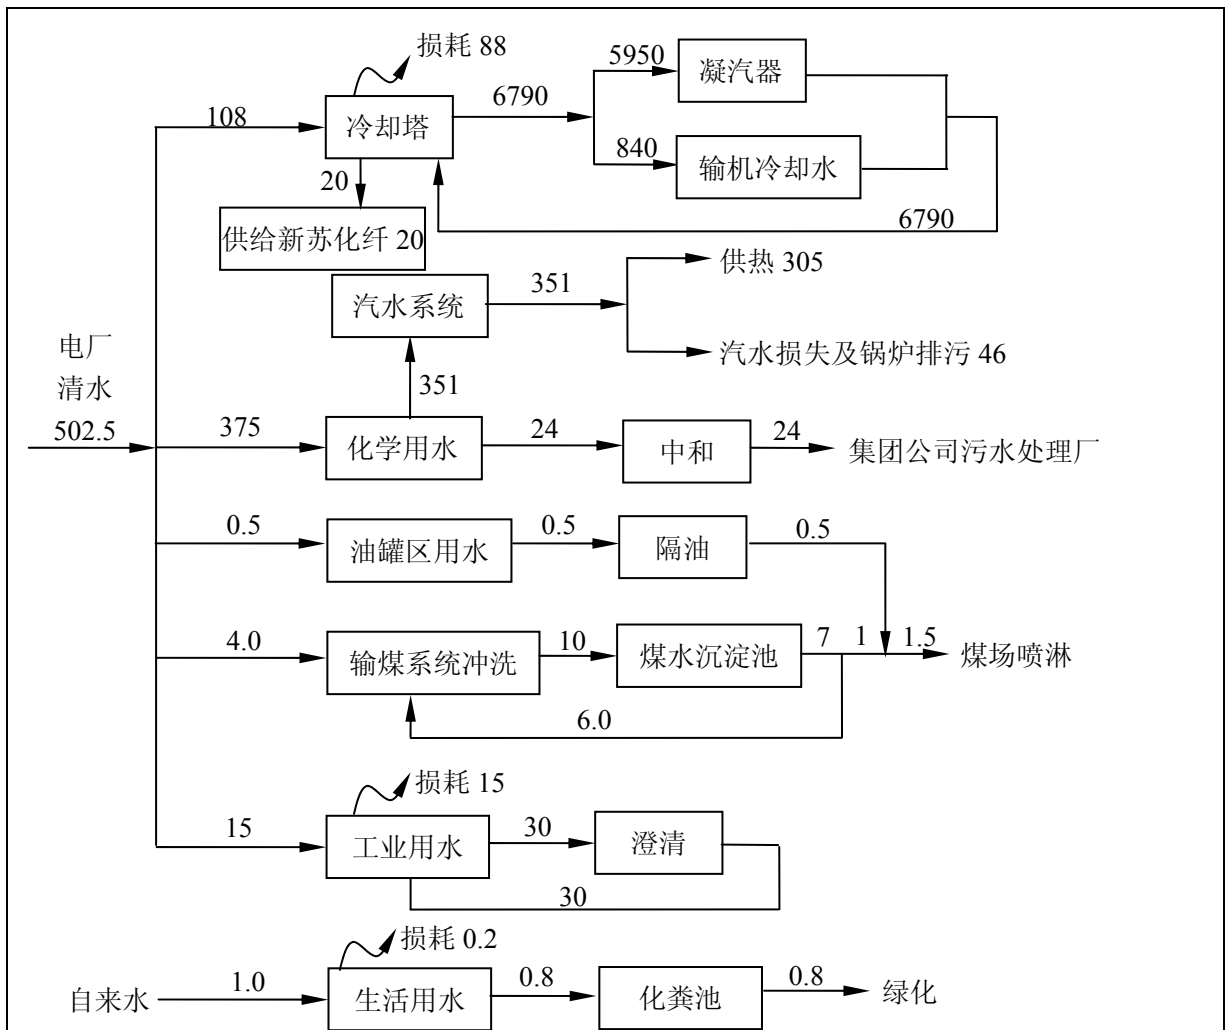 损耗 88
5950
凝汽器
6790
108
冷却塔
840
输机冷却水
20
6790
供给新苏化纤 20
供热 305
351
汽水系统
电厂
清水
汽水损失及锅炉排污 46
351
502.5
375
化学用水
24
中和
24
集团公司污水处理厂
0.5
油罐区用水
0.5
隔油
0.5
4.0
输煤系统冲洗
10
煤水沉淀池
7
1
1.5
煤场喷淋
6.0
损耗 15
15
工业用水
30
澄清
30
损耗 0.2
自来水
1.0
生活用水
0.8
化粪池
0.8
绿化